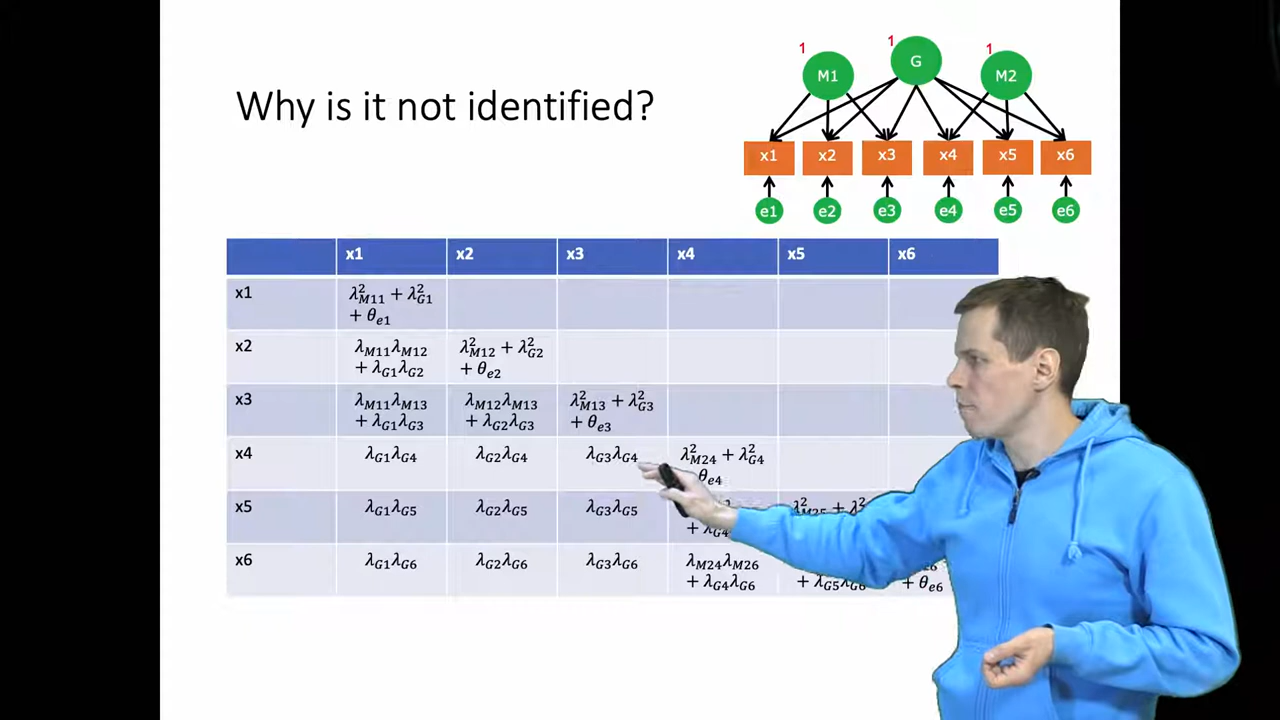 1 1 1
M1 G M2
Why is it not identified?
x1 x2 x3 x4 x5 x6
e1 e2 e3 e4 e5 e6
x1 x2 x3 x4 x5 x6
x1 λ²M11 + λ²G1
+ θe1
x2 λM11λM12 λ²M12 + λ²G2
+ λG1λG2 + θe2
x3 λM11λM13 λM12λM13 λ²M13 + λ²G3
+ λG1λG3 + λG2λG3 + θe3
x4 λG1λG4 λG2λG4 λG3λG4 λ²M24 + λ²G4
θe4
x5 λG1λG5 λG2λG5 λG3λG5
x6 λG1λG6 λG2λG6 λG3λG6 λM24λM26
+ λG4λG6 + λG5λG6 + θe6